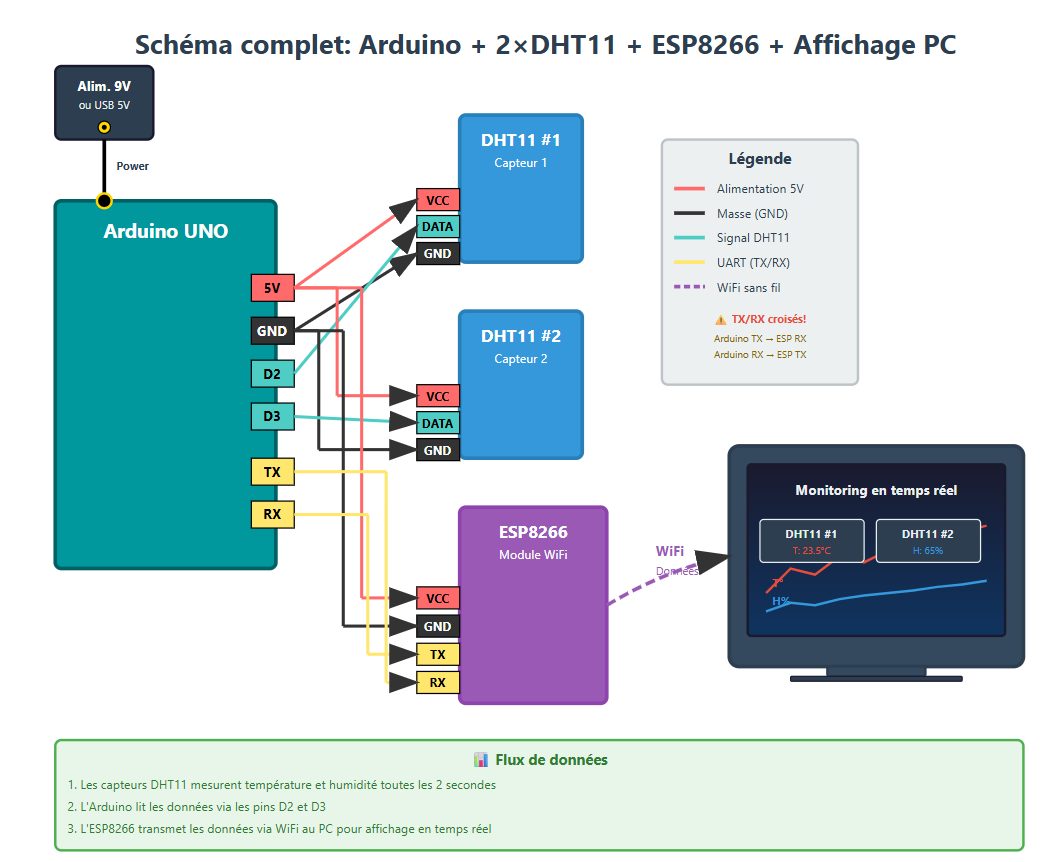 Schéma complet: Arduino + 2×DHT11 + ESP8266 + Affichage PC
Alim. 9V
ou USB 5V
Power
Arduino UNO
5V
GND
D2
D3
TX
RX
DHT11 #1
Capteur 1
VCC
DATA
GND
DHT11 #2
Capteur 2
VCC
DATA
GND
ESP8266
Module WiFi
VCC
GND
TX
RX
Légende
Alimentation 5V
Masse (GND)
Signal DHT11
UART (TX/RX)
WiFi sans fil
⚠ TX/RX croisés!
Arduino TX → ESP RX
Arduino RX → ESP TX
WiFi
Données
Monitoring en temps réel
DHT11 #1
T: 23.5°C
DHT11 #2
H: 65%
T°
H%
📊 Flux de données
1. Les capteurs DHT11 mesurent température et humidité toutes les 2 secondes
2. L'Arduino lit les données via les pins D2 et D3
3. L'ESP8266 transmet les données via WiFi au PC pour affichage en temps réel